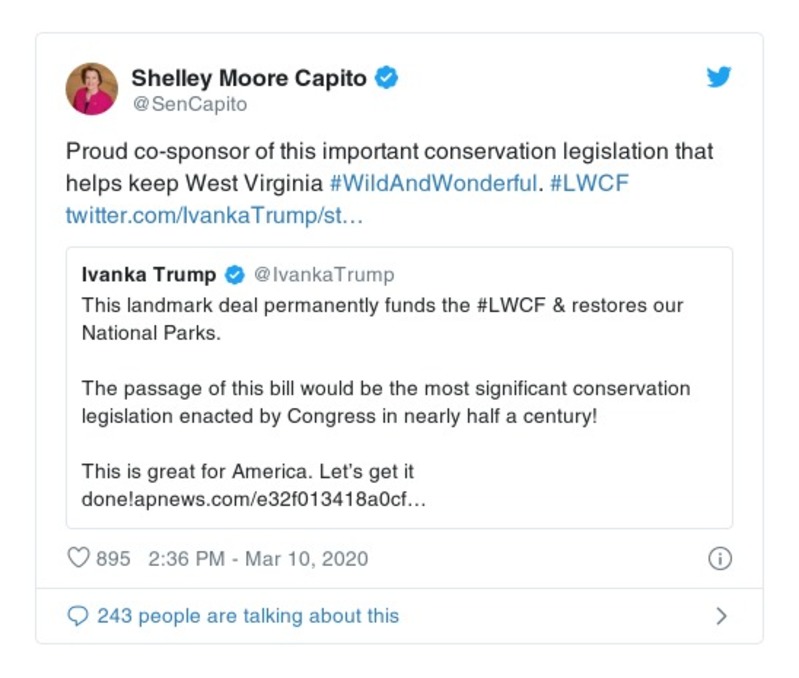 Shelley Moore Capito
@SenCapito
Proud co-sponsor of this important conservation legislation that
helps keep West Virginia #WildAndWonderful. #LWCF
twitter.com/IvankaTrump/st…
Ivanka Trump @IvankaTrump
This landmark deal permanently funds the #LWCF & restores our
National Parks.
The passage of this bill would be the most significant conservation
legislation enacted by Congress in nearly half a century!
This is great for America. Let’s get it
done!apnews.com/e32f013418a0cf…
895 2:36 PM - Mar 10, 2020
243 people are talking about this